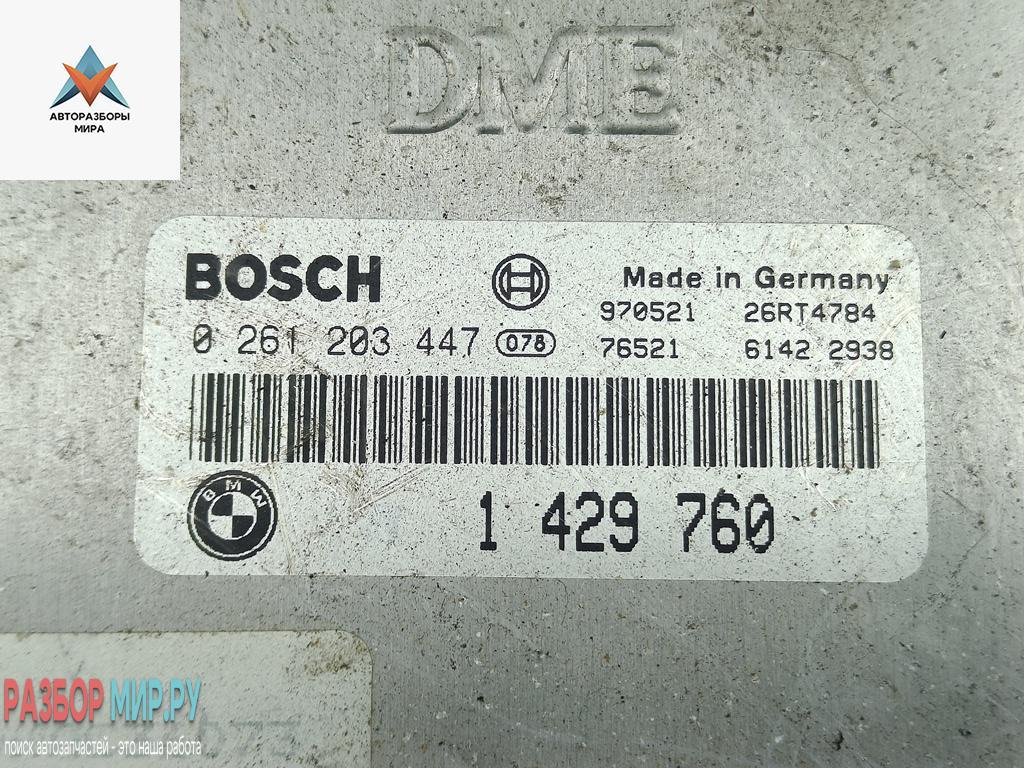 АВТОРАЗБОРЫ
МИРА
DME
BOSCH
Made in Germany
970521 26RT4784
0 261 203 447 078
76521 6142 2938
BMW
1 429 760
РАЗБОР МИР.РУ
поиск автозапчастей - это наша работа